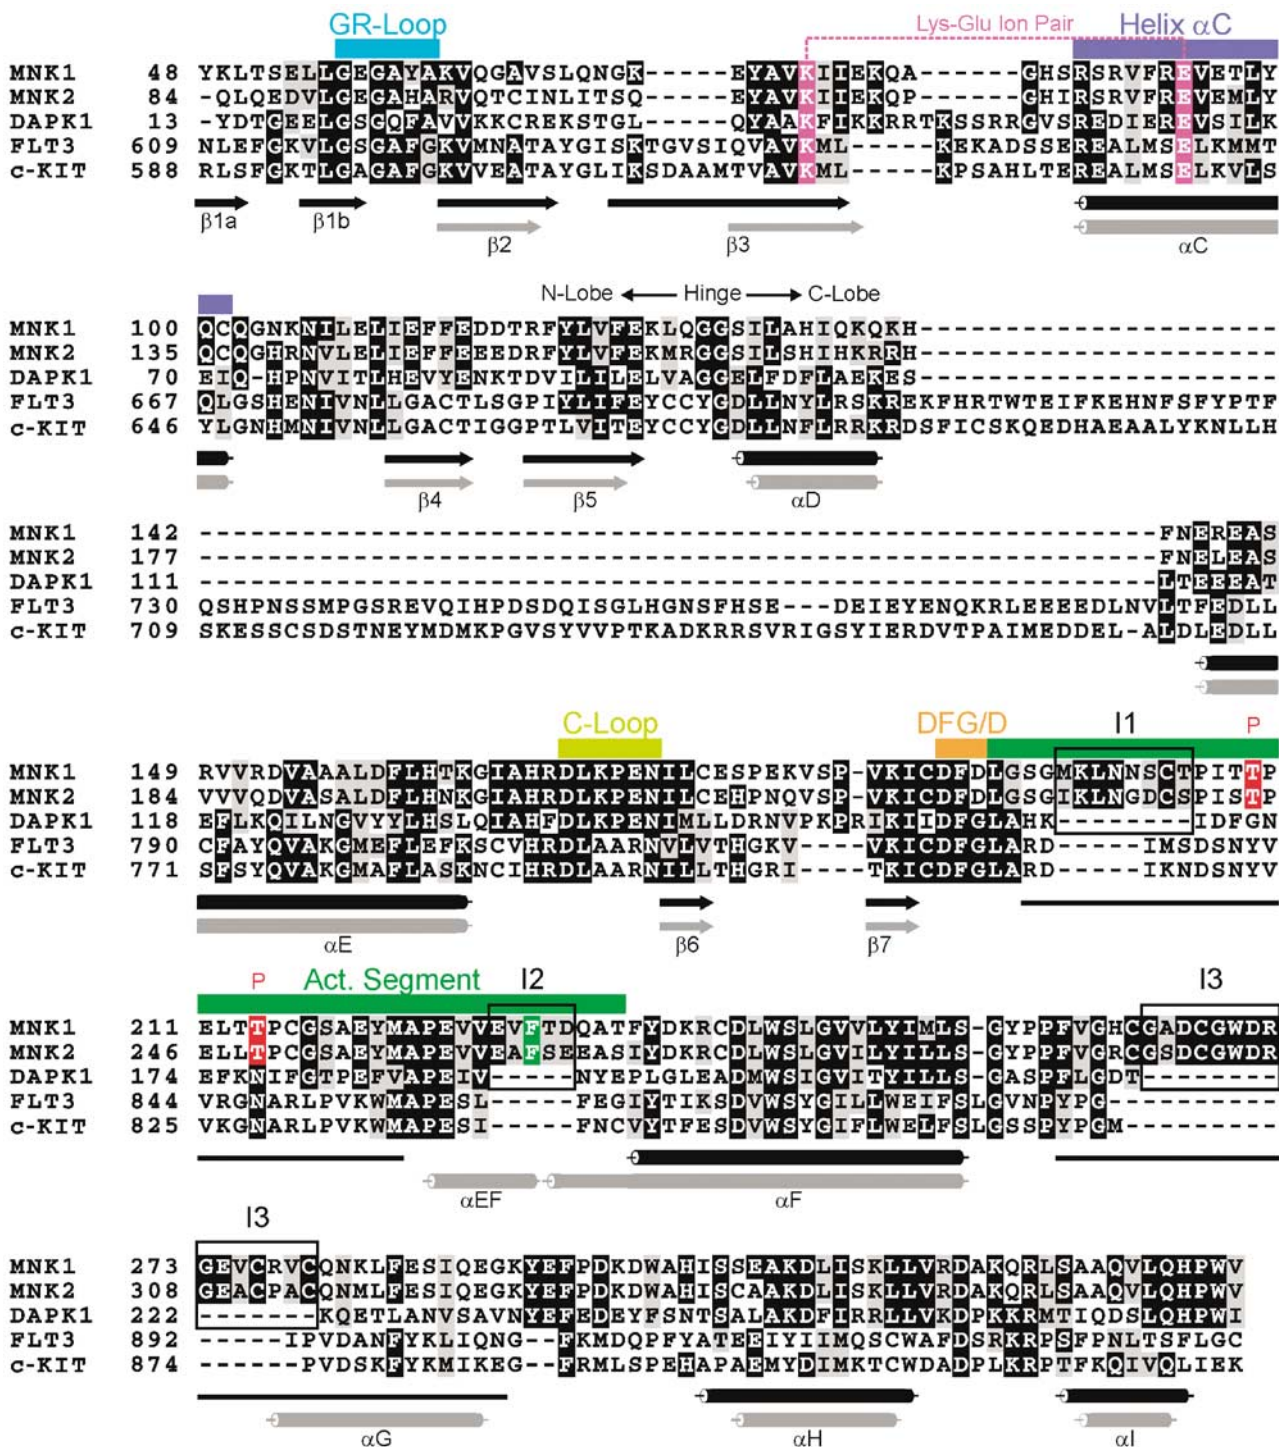 GR-Loop Lys-Glu Ion Pair Helix αC
MNK1 48 YKLTSELLGEGAYAKVQGAVSLQNGK-----EYAVKIIEKQA------GHSRSRVFREVETLY
MNK2 84 -QLQEDVLGEGAHARVQTCINLITSQ-----EYAVKIIEKQP------GHIRSRVFREVEMLY
DAPK1 13 -YDTGEELGSGQFAVVKKCREKSTGL-----QYAAKFIKKRRTKSSRRGVSREDIEREVSILK
FLT3 609 NLEFGKVLGSGAFGKVMNATAYGISKTGVSIQVAVKML-----KEKADSSEREALMSELKMMT
c-KIT 588 RLSFGKTLGAGAFGKVVEATAYGLIKSDAAMTVAVKML-----KPSAHLTEREALMSELKVLS
β1a β1b β2 β3 αC
N-Lobe Hinge C-Lobe
MNK1 100 QCQGNKNILELIEFFEDDTRFYLVFEKLQGGSILAHIQKQKH---------------------
MNK2 135 QCQGHRNVLELIEFFEEEDRFYLVFEKMRGGSILSHIHKRRH---------------------
DAPK1 70 EIQ-HPNVITLHEVYENKTDVILILELVAGGELFDFLAEKES---------------------
FLT3 667 QLGSHENIVNLLGACTLSGPIYLIFEYCCYGDLLNYLRSKREKFHRTWTEIFKEHNFSFYPTF
c-KIT 646 YLGNHMNIVNLLGACTIGGPTLVITEYCCYGDLLNFLRRKRDSFICSKQEDHAEAALYKNLLH
β4 β5 αD
MNK1 142 --------------------------------------------------------FNEREAS
MNK2 177 --------------------------------------------------------FNELEAS
DAPK1 111 --------------------------------------------------------LTEEEAT
FLT3 730 QSHPNSSMPGSREVQIHPDSDQISGLHGNSFHSE---DEIEYENQKRLEEEEDLNVLTFEDLL
c-KIT 709 SKESSCSDSTNEYMDMKPGVSYVVPTKADKRRSVRIGSYIERDVTPAIMEDDEL-ALDLEDLL
C-Loop DFG/D I1 P
MNK1 149 RVVRDVAAALDFLHTKGIAHRDLKPENILCESPEKVSP-VKICDFDLGSGMKLNNSCTPITTP
MNK2 184 VVVQDVASALDFLHNKGIAHRDLKPENILCEHPNQVSP-VKICDFDLGSGIKLNGDCSPISTP
DAPK1 118 EFLKQILNGVYYLHSLQIAHFDLKPENIMLLDRNVPKPRIKIIDFGLAHK--------IDFGN
FLT3 790 CFAYQVAKGMEFLEFKSCVHRDLAARNVLVTHGKV----VKICDFGLARD-----IMSDSNYV
c-KIT 771 SFSYQVAKGMAFLASKNCIHRDLAARNILLTHGRI----TKICDFGLARD-----IKNDSNYV
αE β6 β7
P Act. Segment I2 I3
MNK1 211 ELTTPCGSAEYMAPEVVEVFTDQATFYDKRCDLWSLGVVLYIMLS-GYPPFVGHCGADCGWDR
MNK2 246 ELLTPCGSAEYMAPEVVEAFSEEASIYDKRCDLWSLGVILYILLS-GYPPFVGRCGSDCGWDR
DAPK1 174 EFKNIFGTPEFVAPEIV-----NYEPLGLEADMWSIGVITYILLS-GASPFLGDT--------
FLT3 844 VRGNARLPVKWMAPESL-----FEGIYTIKSDVWSYGILLWEIFSLGVNPYPG----------
c-KIT 825 VKGNARLPVKWMAPESI-----FNCVYTFESDVWSYGIFLWELFSLGSSPYPGM---------
αEF αF
I3
MNK1 273 GEVCRVCQNKLFESIQEGKYEFPDKDWAHISSEAKDLISKLLVRDAKQRLSAAQVLQHPWV
MNK2 308 GEACPACQNKLFESIQEGKYEFPDKDWAHISCAAKDLISKLLVRDAKQRLSAAQVLQHPWV
DAPK1 222 -------KQETLANVSAVNYEFEDEYFSNTSALAKDFIRRLLVKDPKKRMTIQDSLQHPWI
FLT3 892 -----IPVDANFYKLIQNG--FKMDQPFYATEEIYIIMQSCWAFDSRKRPSFPNLTSFLGC
c-KIT 874 ------PVDSKFYKMIKEG--FRMLSPEHAPAEMYDIMKTCWDADPLKRPTFKQIVQLIEK
αG αH αI